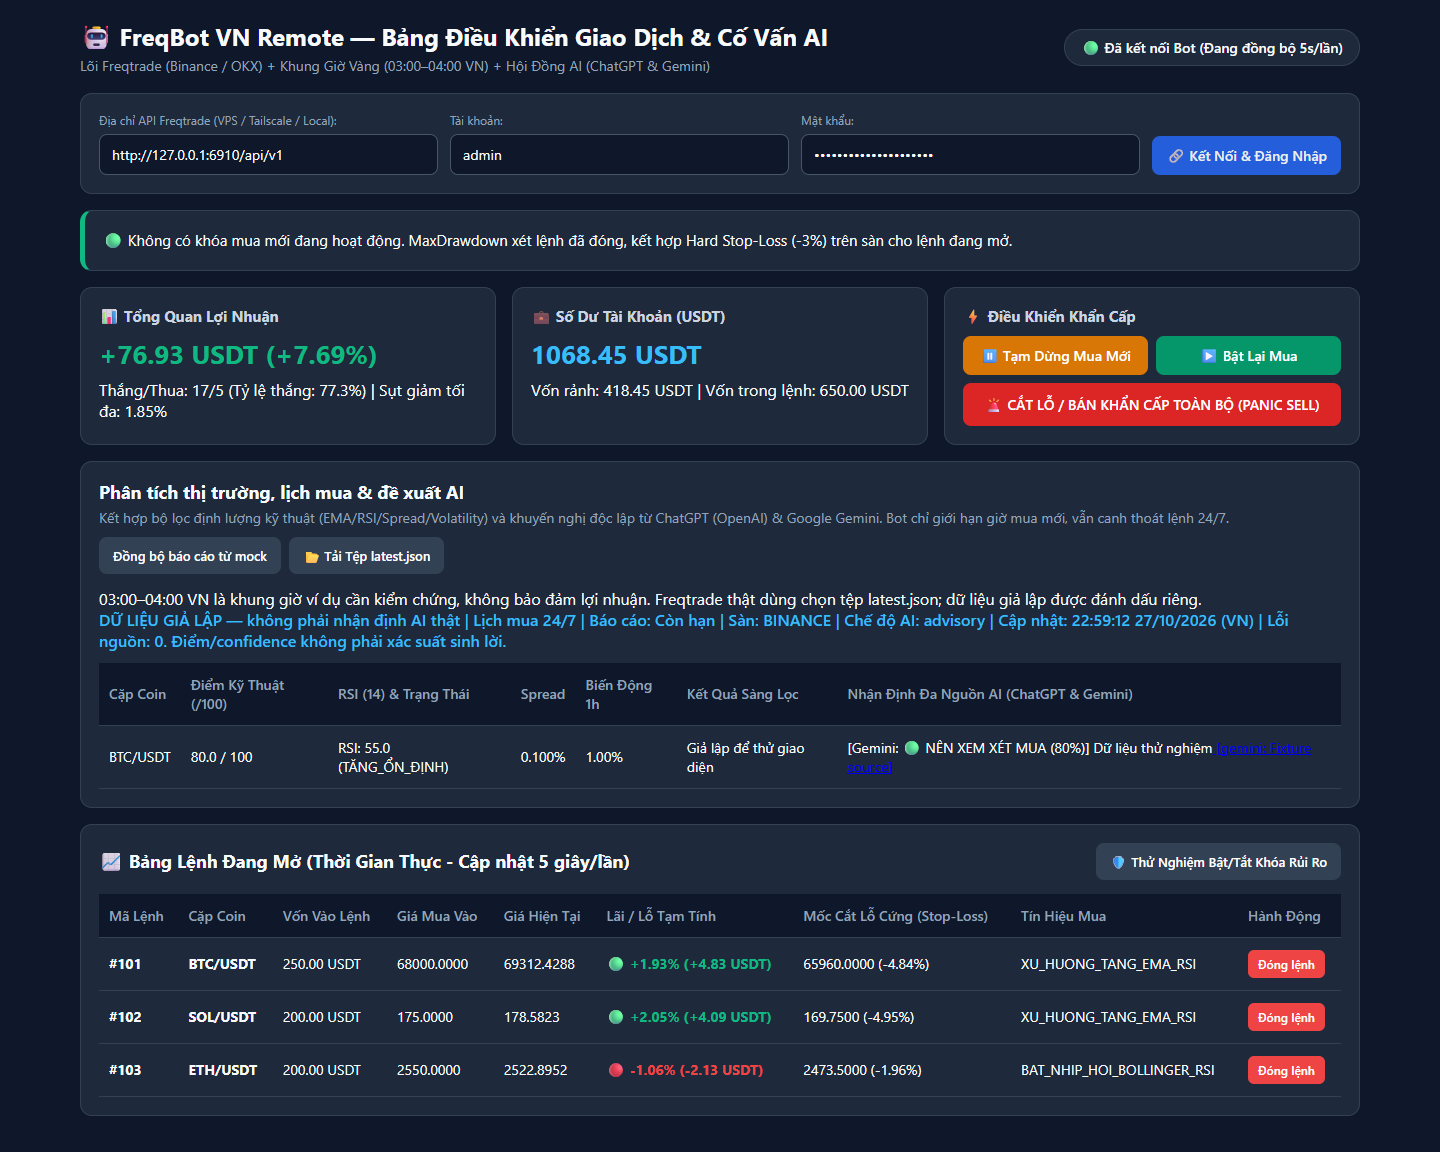 FreqBot VN Remote — Bảng Điều Khiển Giao Dịch & Cố Vấn AI
Lõi Freqtrade (Binance / OKX) + Khung Giờ Vàng (03:00–04:00 VN) + Hội Đồng AI (ChatGPT & Gemini)
Đã kết nối Bot (Đang đồng bộ 5s/lần)
Địa chỉ API Freqtrade (VPS / Tailscale / Local):
Tài khoản:
Mật khẩu:
http://127.0.0.1:6910/api/v1
admin
•••••••••••••••••••••
Kết Nối & Đăng Nhập
Không có khóa mua mới đang hoạt động. MaxDrawdown xét lệnh đã đóng, kết hợp Hard Stop-Loss (-3%) trên sàn cho lệnh đang mở.
Tổng Quan Lợi Nhuận
+76.93 USDT (+7.69%)
Thắng/Thua: 17/5 (Tỷ lệ thắng: 77.3%) | Sụt giảm tối
đa: 1.85%
Số Dư Tài Khoản (USDT)
1068.45 USDT
Vốn rảnh: 418.45 USDT | Vốn trong lệnh: 650.00 USDT
Điều Khiển Khẩn Cấp
Tạm Dừng Mua Mới
Bật Lại Mua
CẮT LỖ / BÁN KHẨN CẤP TOÀN BỘ (PANIC SELL)
Phân tích thị trường, lịch mua & đề xuất AI
Kết hợp bộ lọc định lượng kỹ thuật (EMA/RSI/Spread/Volatility) và khuyến nghị độc lập từ ChatGPT (OpenAI) & Google Gemini. Bot chỉ giới hạn giờ mua mới, vẫn canh thoát lệnh 24/7.
Đồng bộ báo cáo từ mock
Tải Tệp latest.json
03:00–04:00 VN là khung giờ ví dụ cần kiểm chứng, không bảo đảm lợi nhuận. Freqtrade thật dùng chọn tệp latest.json; dữ liệu giả lập được đánh dấu riêng.
DỮ LIỆU GIẢ LẬP — không phải nhận định AI thật | Lịch mua 24/7 | Báo cáo: Còn hạn | Sàn: BINANCE | Chế độ AI: advisory | Cập nhật: 22:59:12 27/10/2026 (VN) | Lỗi
nguồn: 0. Điểm/confidence không phải xác suất sinh lời.
Cặp Coin
Điểm Kỹ Thuật
(/100)
RSI (14) & Trạng Thái
Spread
Biến Động
1h
Kết Quả Sàng Lọc
Nhận Định Đa Nguồn AI (ChatGPT & Gemini)
BTC/USDT
80.0 / 100
RSI: 55.0
(TĂNG_ỔN_ĐỊNH)
0.100%
1.00%
Giả lập để thử giao
diện
[Gemini: NÊN XEM XÉT MUA (80%)] Dữ liệu thử nghiệm [gemini: Fixture
source]
Bảng Lệnh Đang Mở (Thời Gian Thực - Cập nhật 5 giây/lần)
Thử Nghiệm Bật/Tắt Khóa Rủi Ro
Mã Lệnh
Cặp Coin
Vốn Vào Lệnh
Giá Mua Vào
Giá Hiện Tại
Lãi / Lỗ Tạm Tính
Mốc Cắt Lỗ Cứng (Stop-Loss)
Tín Hiệu Mua
Hành Động
#101
BTC/USDT
250.00 USDT
68000.0000
69312.4288
+1.93% (+4.83 USDT)
65960.0000 (-4.84%)
XU_HUONG_TANG_EMA_RSI
Đóng lệnh
#102
SOL/USDT
200.00 USDT
175.0000
178.5823
+2.05% (+4.09 USDT)
169.7500 (-4.95%)
XU_HUONG_TANG_EMA_RSI
Đóng lệnh
#103
ETH/USDT
200.00 USDT
2550.0000
2522.8952
-1.06% (-2.13 USDT)
2473.5000 (-1.96%)
BAT_NHIP_HOI_BOLLINGER_RSI
Đóng lệnh